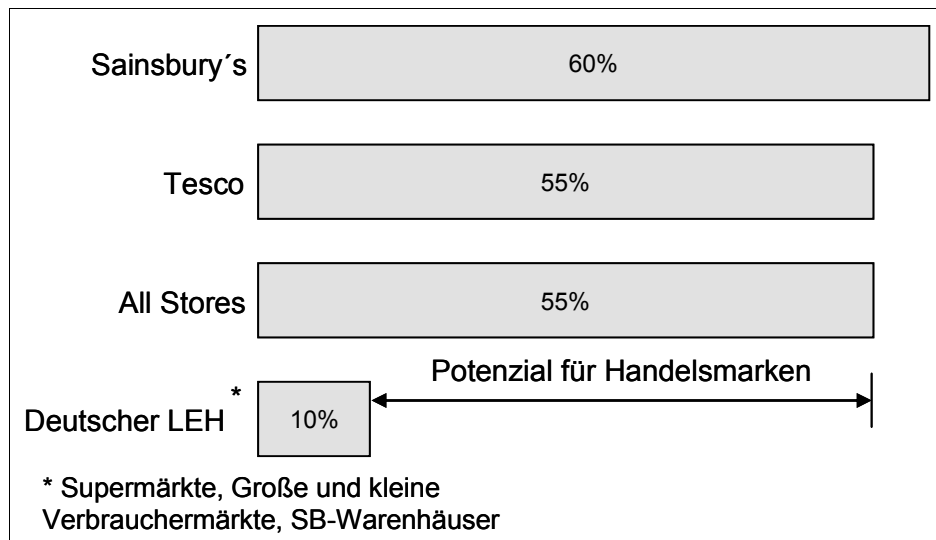 Sainsbury´s
60%
Tesco
55%
All Stores
55%
Potenzial für Handelsmarken
Deutscher LEH *
10%
* Supermärkte, Große und kleine
Verbrauchermärkte, SB-Warenhäuser